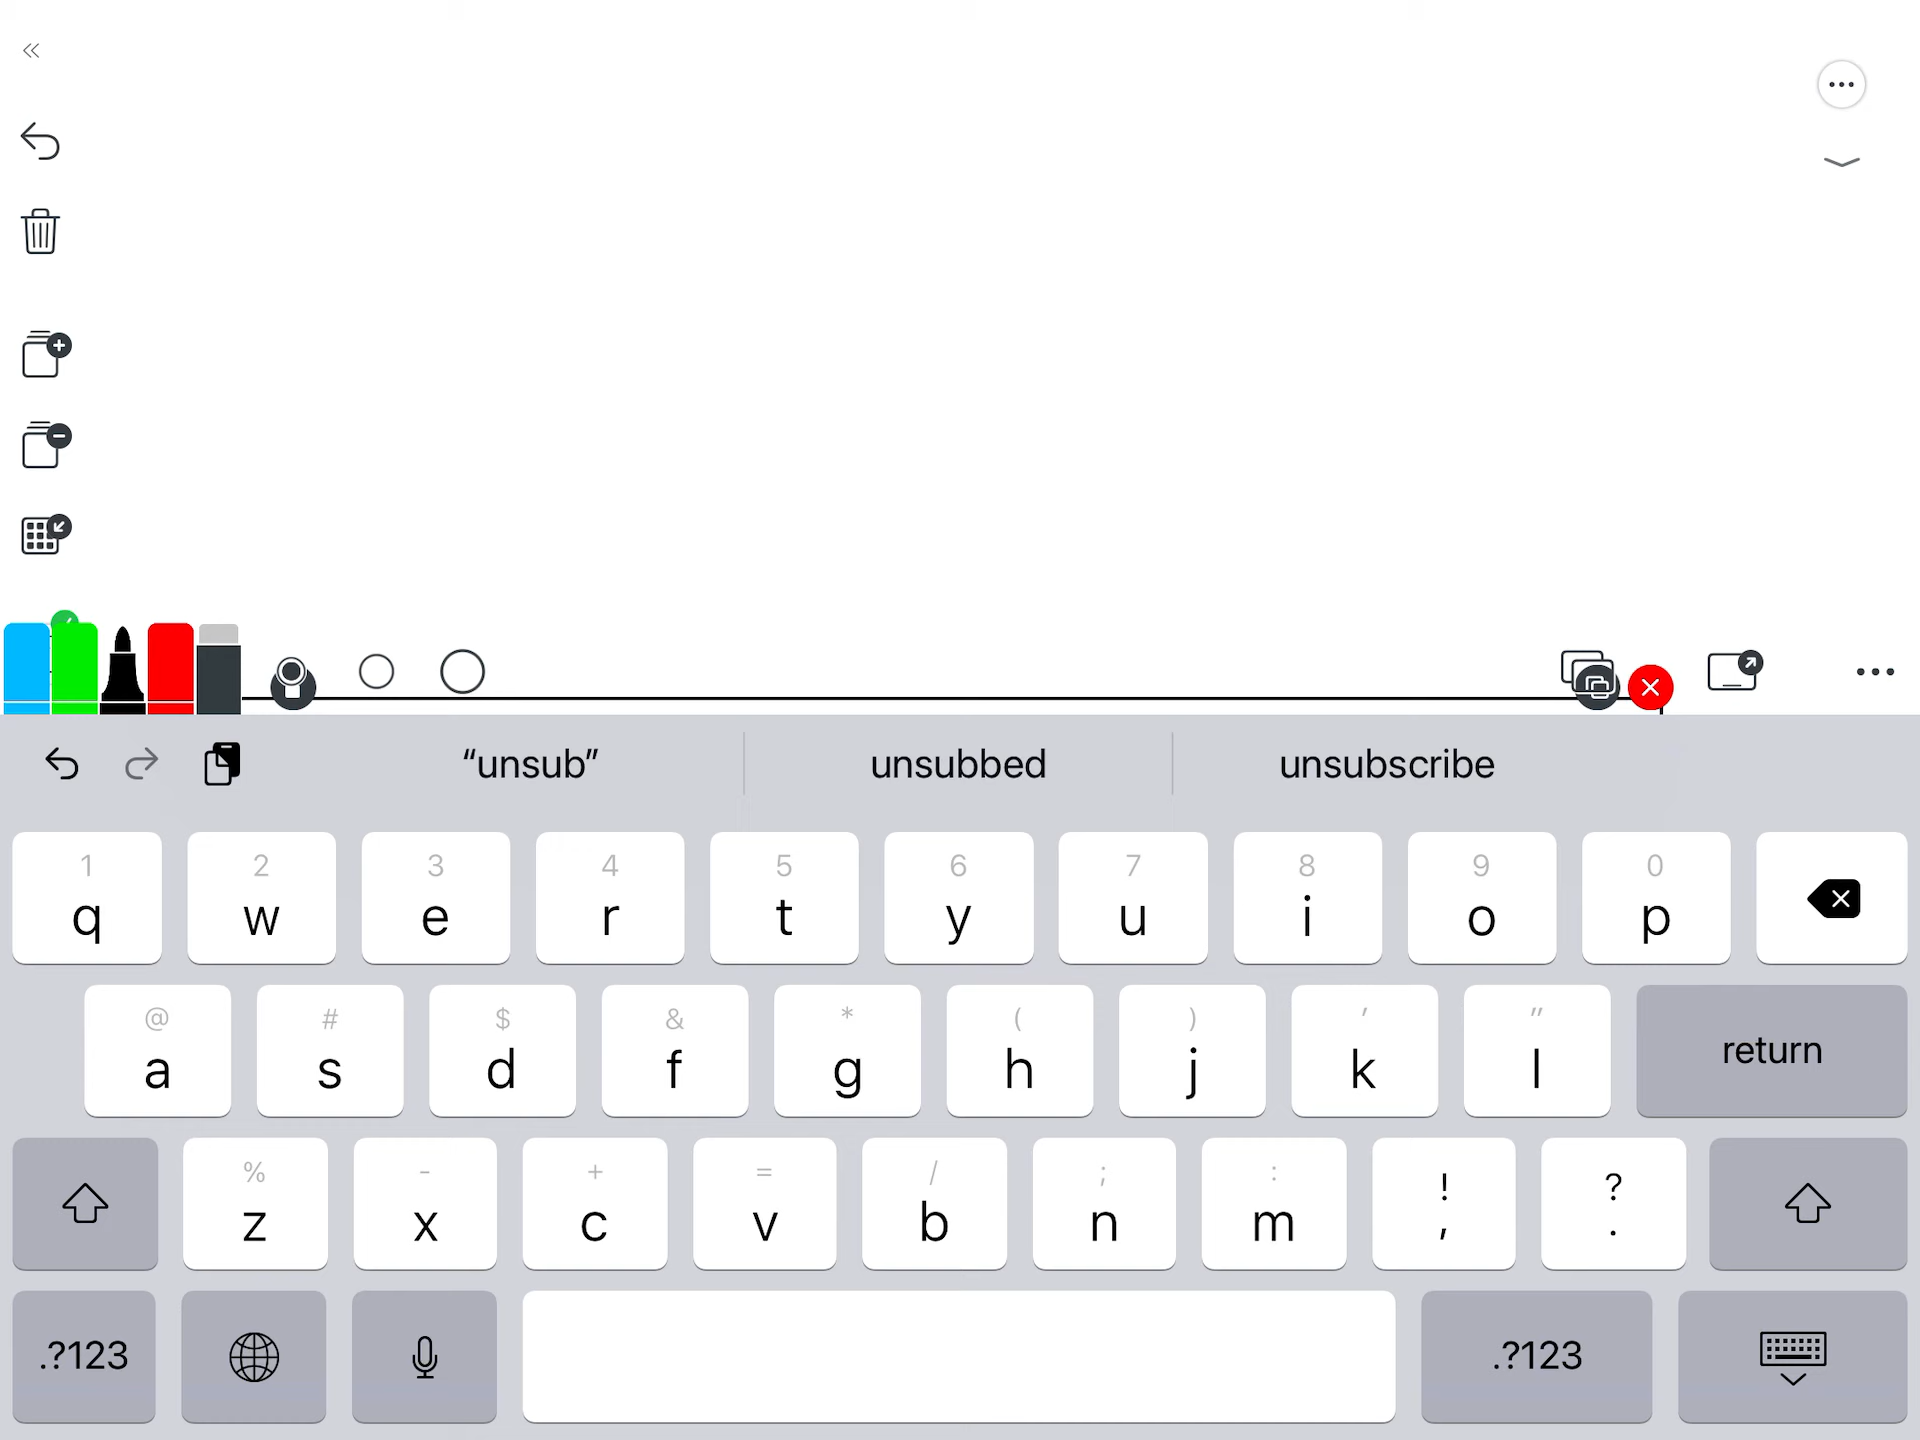 “unsub” unsubbed unsubscribe
1 2 3 4 5 6 7 8 9 0
q w e r t y u i o p
@ # $ & * ( ) ' "
a s d f g h j k l return
% - + = / ; : ! ?
z x c v b n m , .
.?123 .?123